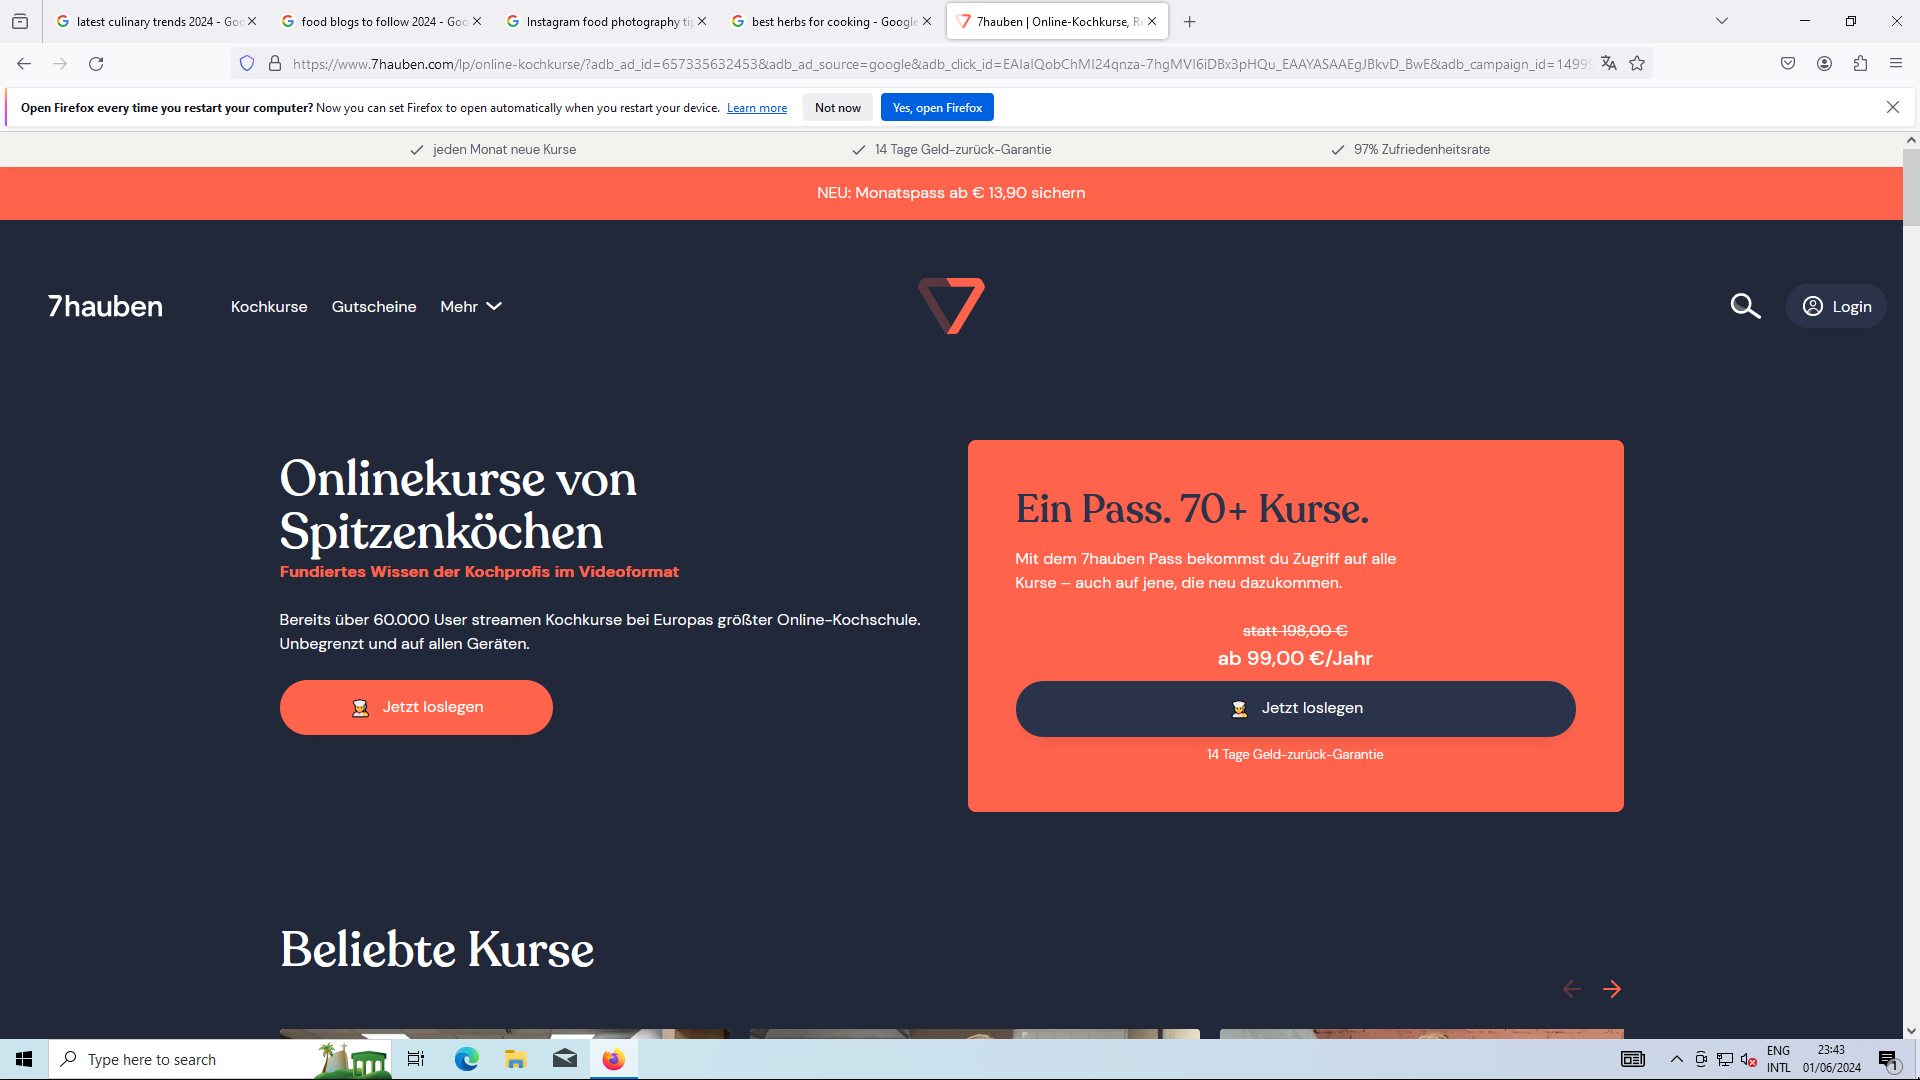 latest culinary trends 2024 - Goo
food blogs to follow 2024 - Goo
Instagram food photography tip
best herbs for cooking - Google
7hauben | Online-Kochkurse, Re
https://www.7hauben.com/lp/online-kochkurse/?adb_ad_id=657335632453&adb_ad_source=google&adb_click_id=EAIaIQobChMI24qnza-7hgMVI6iDBx3pHQu_EAAYASAAEgJBkvD_BwE&adb_campaign_id=14999
Open Firefox every time you restart your computer? Now you can set Firefox to open automatically when you restart your device. Learn more
Not now
Yes, open Firefox
jeden Monat neue Kurse
14 Tage Geld-zurück-Garantie
97% Zufriedenheitsrate
NEU: Monatspass ab € 13,90 sichern
7hauben
Kochkurse
Gutscheine
Mehr
Login
Onlinekurse von
Spitzenköchen
Fundiertes Wissen der Kochprofis im Videoformat
Bereits über 60.000 User streamen Kochkurse bei Europas größter Online-Kochschule.
Unbegrenzt und auf allen Geräten.
Jetzt loslegen
Ein Pass. 70+ Kurse.
Mit dem 7hauben Pass bekommst du Zugriff auf alle
Kurse – auch auf jene, die neu dazukommen.
statt 198,00 €
ab 99,00 €/Jahr
Jetzt loslegen
14 Tage Geld-zurück-Garantie
Beliebte Kurse
Type here to search
ENG
INTL
23:43
01/06/2024
1